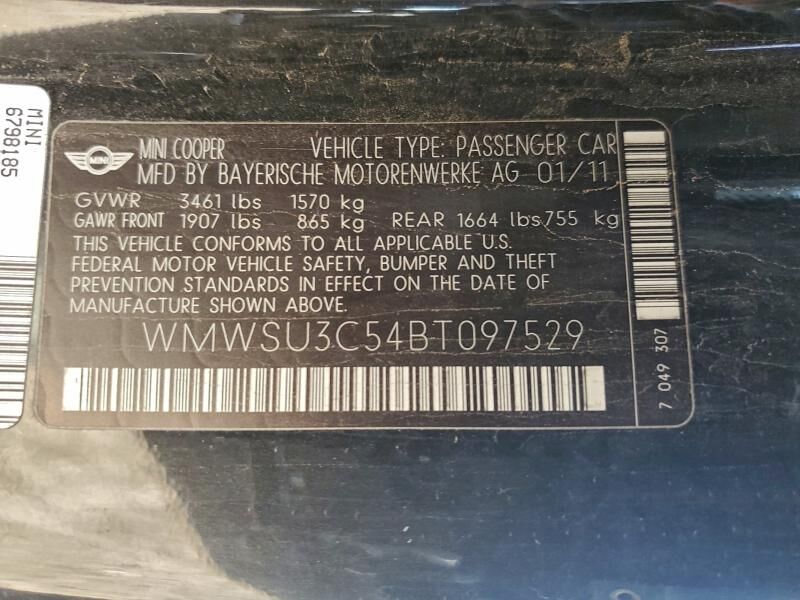 MINI
6798185
MINI
MINI COOPER VEHICLE TYPE: PASSENGER CAR
MFD BY BAYERISCHE MOTORENWERKE AG 01/11
GVWR 3461 lbs 1570 kg
GAWR FRONT 1907 lbs 865 kg REAR 1664 lbs 755 kg
THIS VEHICLE CONFORMS TO ALL APPLICABLE U.S.
FEDERAL MOTOR VEHICLE SAFETY, BUMPER AND THEFT
PREVENTION STANDARDS IN EFFECT ON THE DATE OF
MANUFACTURE SHOWN ABOVE.
WMWSU3C54BT097529
7 049 307